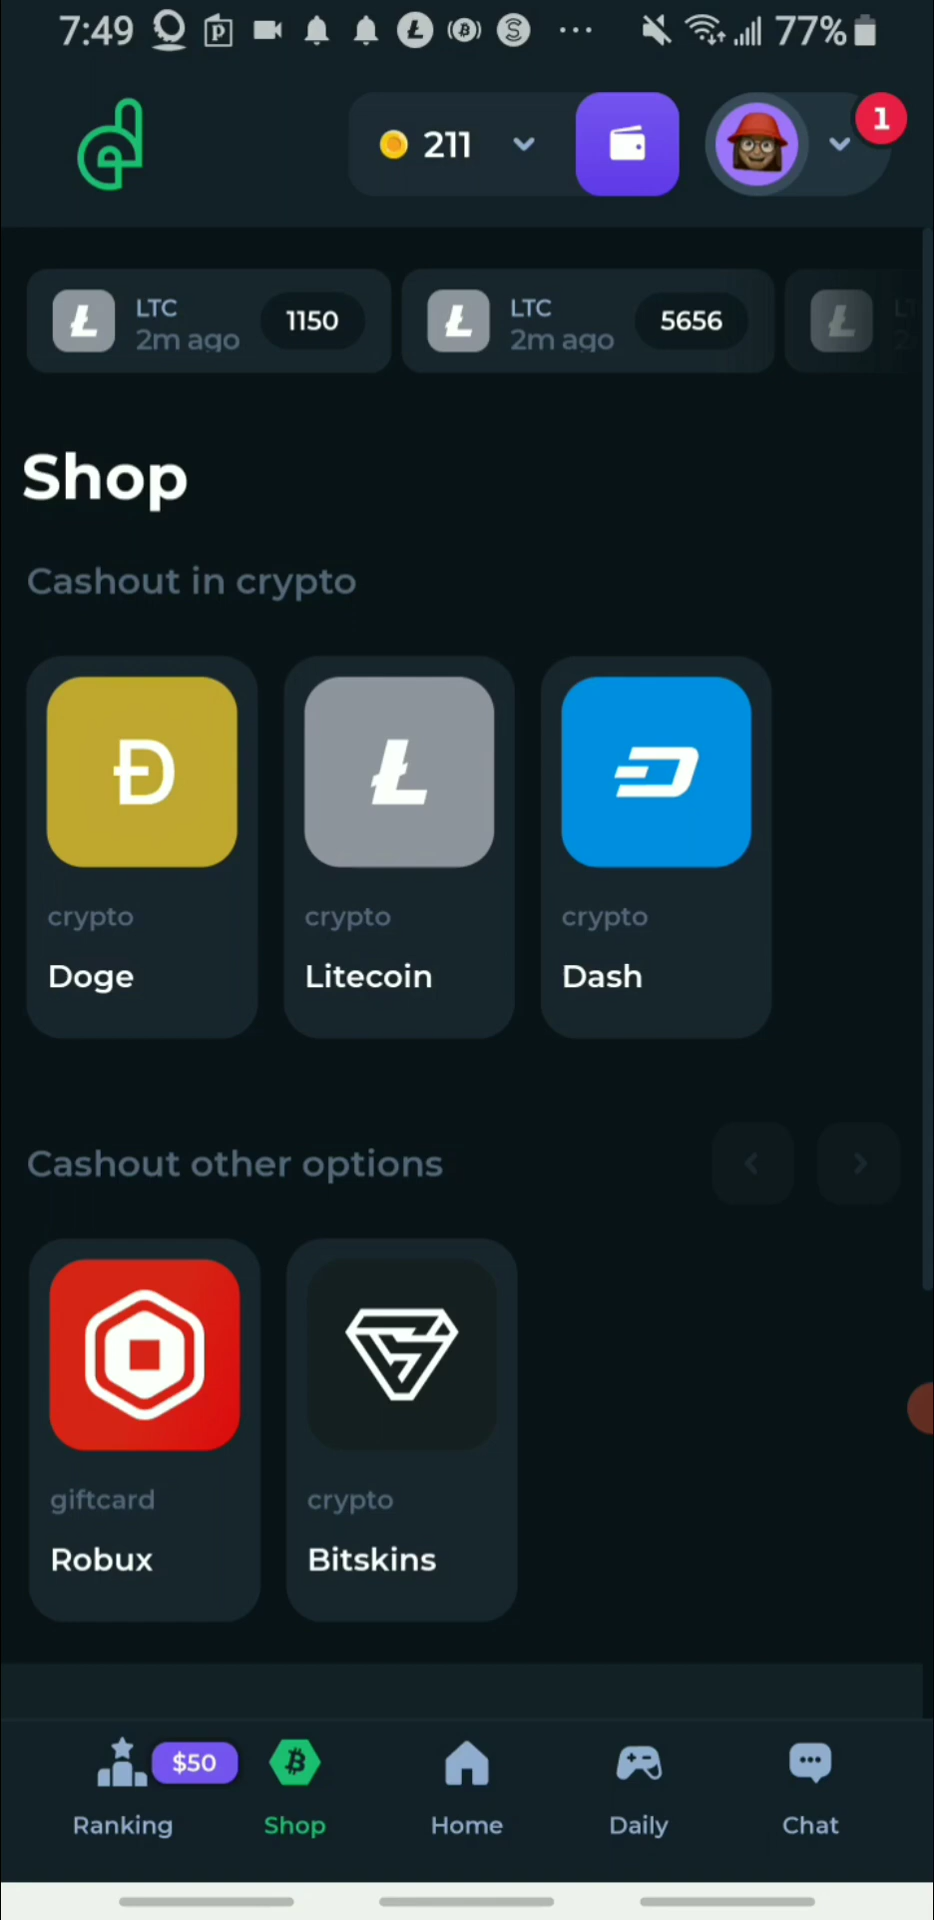 7:49 77%
211 1
LTC 1150 LTC 5656
2m ago 2m ago
Shop
Cashout in crypto
crypto crypto crypto
Doge Litecoin Dash
Cashout other options
giftcard crypto
Robux Bitskins
$50
Ranking Shop Home Daily Chat